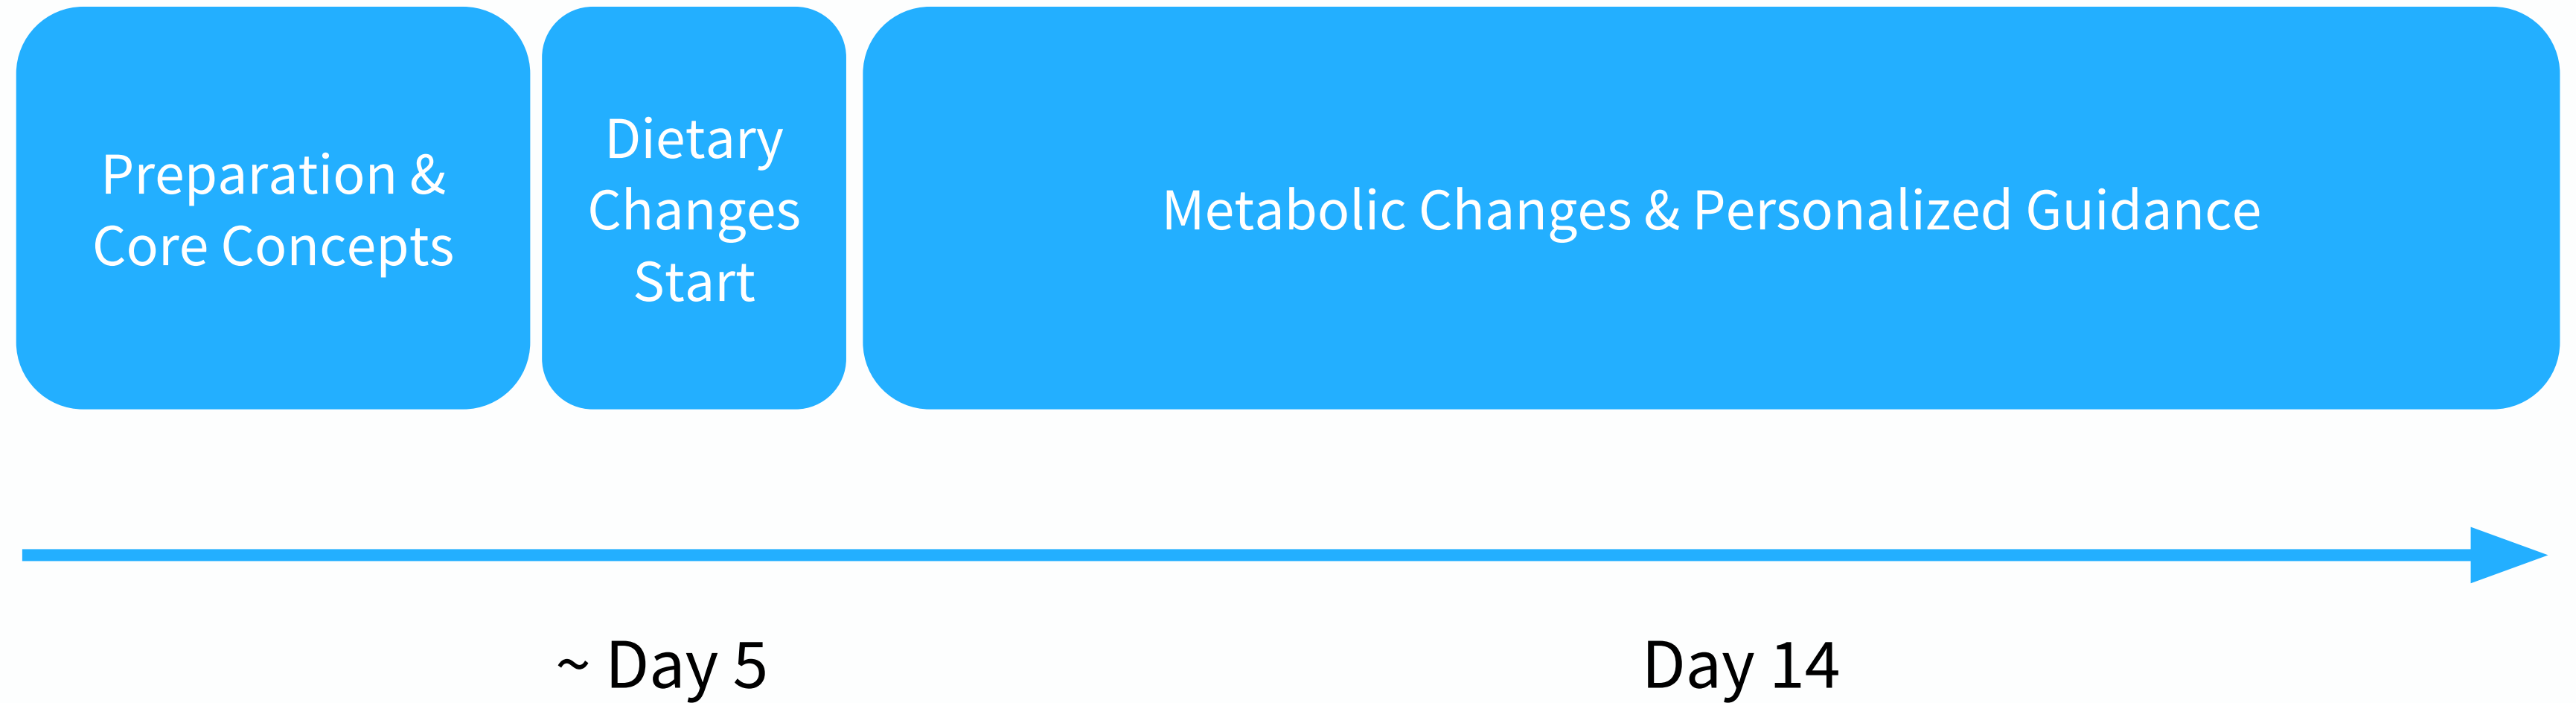 Preparation &
Core Concepts
Dietary
Changes
Start
Metabolic Changes & Personalized Guidance
~ Day 5
Day 14